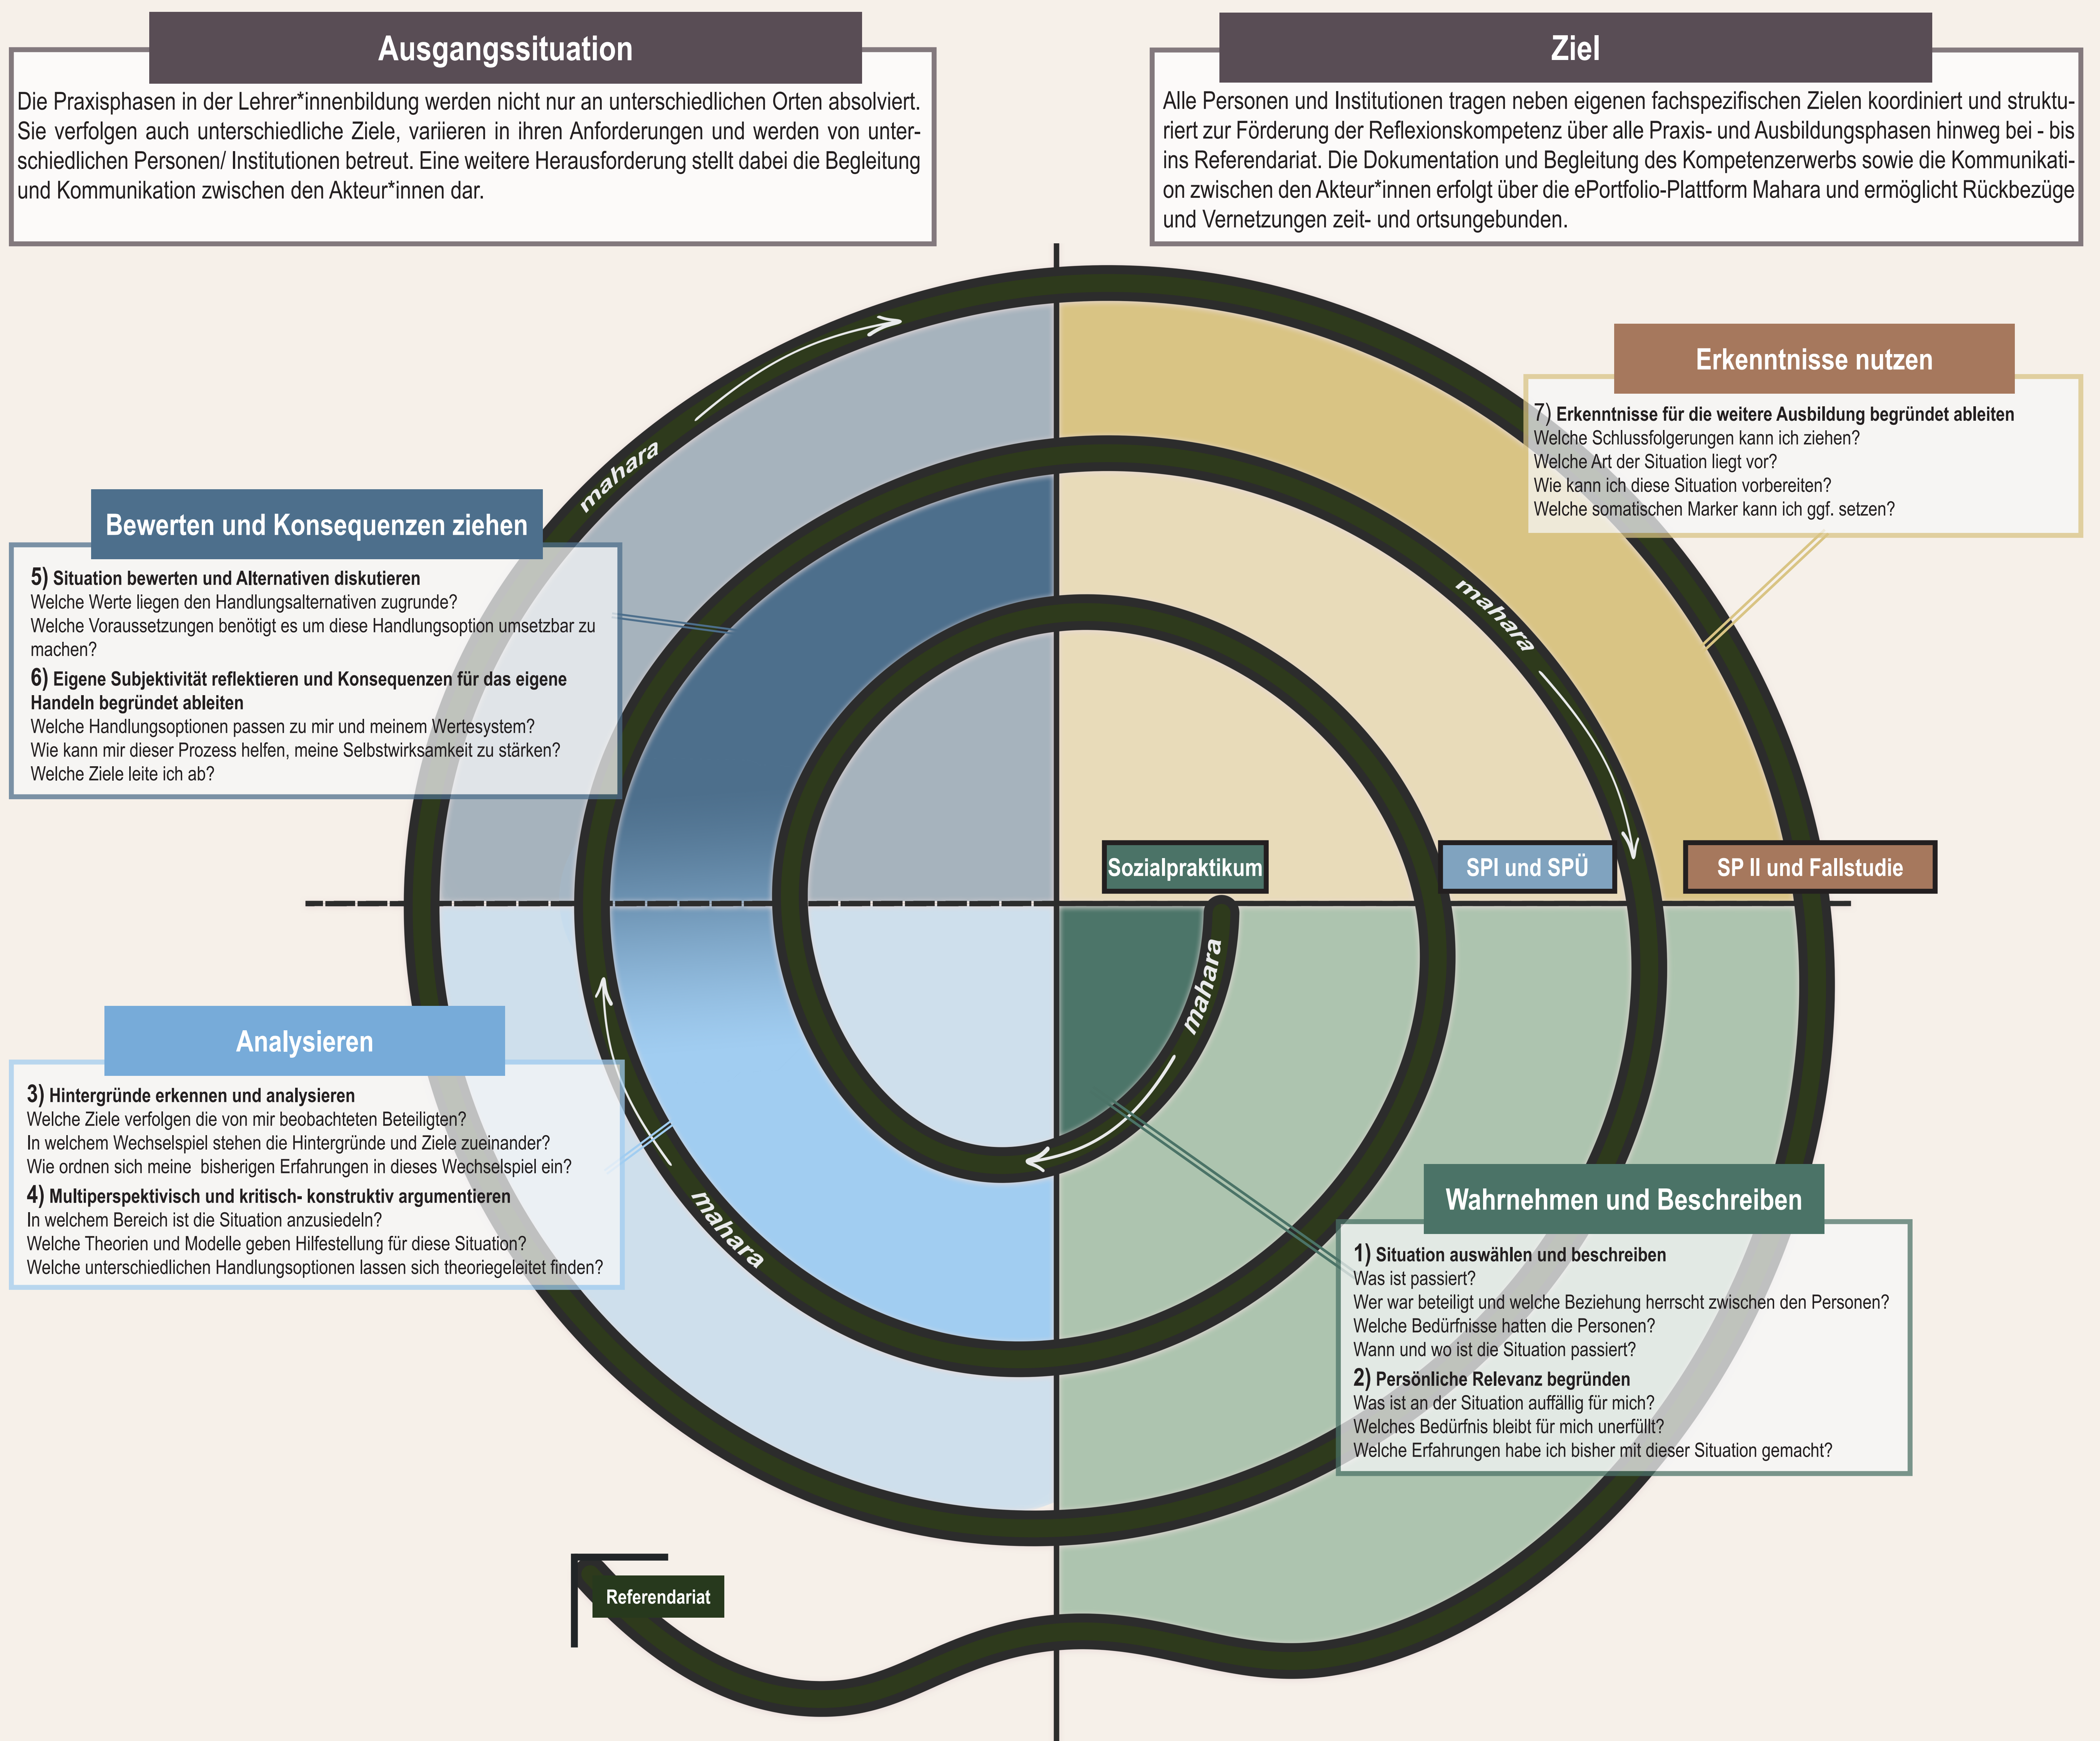 Ausgangssituation
Die Praxisphasen in der Lehrer*innenbildung werden nicht nur an unterschiedlichen Orten absolviert.
Sie verfolgen auch unterschiedliche Ziele, variieren in ihren Anforderungen und werden von unter-
schiedlichen Personen/ Institutionen betreut. Eine weitere Herausforderung stellt dabei die Begleitung
und Kommunikation zwischen den Akteur*innen dar.
Ziel
Alle Personen und Institutionen tragen neben eigenen fachspezifischen Zielen koordiniert und struktu-
riert zur Förderung der Reflexionskompetenz über alle Praxis- und Ausbildungsphasen hinweg bei - bis
ins Referendariat. Die Dokumentation und Begleitung des Kompetenzerwerbs sowie die Kommunikati-
on zwischen den Akteur*innen erfolgt über die ePortfolio-Plattform Mahara und ermöglicht Rückbezüge
und Vernetzungen zeit- und ortsungebunden.
Erkenntnisse nutzen
7) Erkenntnisse für die weitere Ausbildung begründet ableiten
Welche Schlussfolgerungen kann ich ziehen?
Welche Art der Situation liegt vor?
Wie kann ich diese Situation vorbereiten?
Welche somatischen Marker kann ich ggf. setzen?
mahara
Bewerten und Konsequenzen ziehen
5) Situation bewerten und Alternativen diskutieren
Welche Werte liegen den Handlungsalternativen zugrunde?
Welche Voraussetzungen benötigt es um diese Handlungsoption umsetzbar zu
machen?
6) Eigene Subjektivität reflektieren und Konsequenzen für das eigene
Handeln begründet ableiten
Welche Handlungsoptionen passen zu mir und meinem Wertesystem?
Wie kann mir dieser Prozess helfen, meine Selbstwirksamkeit zu stärken?
Welche Ziele leite ich ab?
mahara
Sozialpraktikum
SPI und SPÜ
SP II und Fallstudie
mahara
Analysieren
3) Hintergründe erkennen und analysieren
Welche Ziele verfolgen die von mir beobachteten Beteiligten?
In welchem Wechselspiel stehen die Hintergründe und Ziele zueinander?
Wie ordnen sich meine  bisherigen Erfahrungen in dieses Wechselspiel ein?
4) Multiperspektivisch und kritisch- konstruktiv argumentieren
In welchem Bereich ist die Situation anzusiedeln?
Welche Theorien und Modelle geben Hilfestellung für diese Situation?
Welche unterschiedlichen Handlungsoptionen lassen sich theoriegeleitet finden?
mahara
Wahrnehmen und Beschreiben
1) Situation auswählen und beschreiben
Was ist passiert?
Wer war beteiligt und welche Beziehung herrscht zwischen den Personen?
Welche Bedürfnisse hatten die Personen?
Wann und wo ist die Situation passiert?
2) Persönliche Relevanz begründen
Was ist an der Situation auffällig für mich?
Welches Bedürfnis bleibt für mich unerfüllt?
Welche Erfahrungen habe ich bisher mit dieser Situation gemacht?
Referendariat